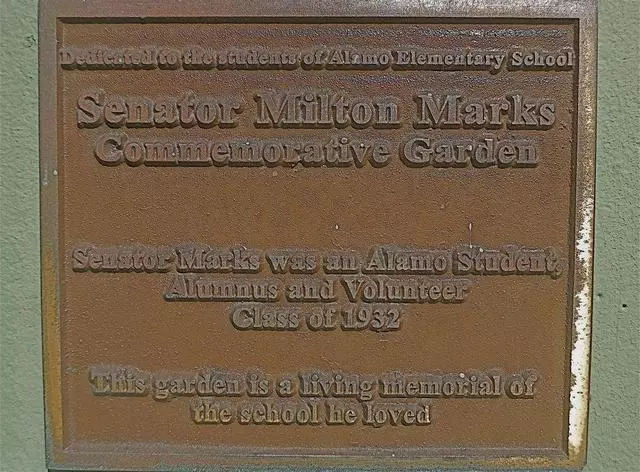 Dedicated to the students of Alamo Elementary School
Senator Milton Marks
Commemorative Garden
Senator Marks was an Alamo Student,
Alumnus and Volunteer
Class of 1932
This garden is a living memorial of
the school he loved